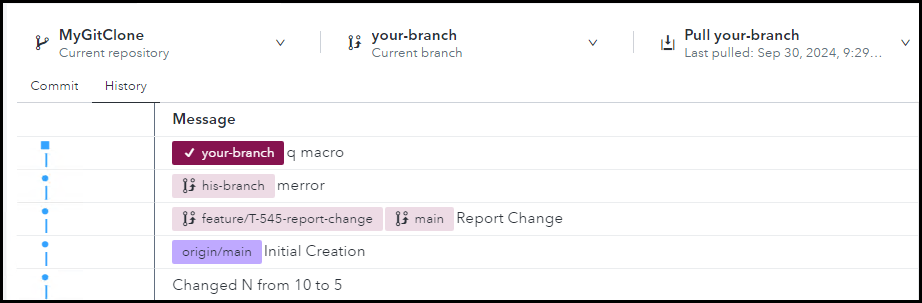 MyGitClone your-branch Pull your-branch
Current repository Current branch Last pulled: Sep 30, 2024, 9:29...
Commit History
Message
your-branch q macro
his-branch merror
feature/T-545-report-change main Report Change
origin/main Initial Creation
Changed N from 10 to 5